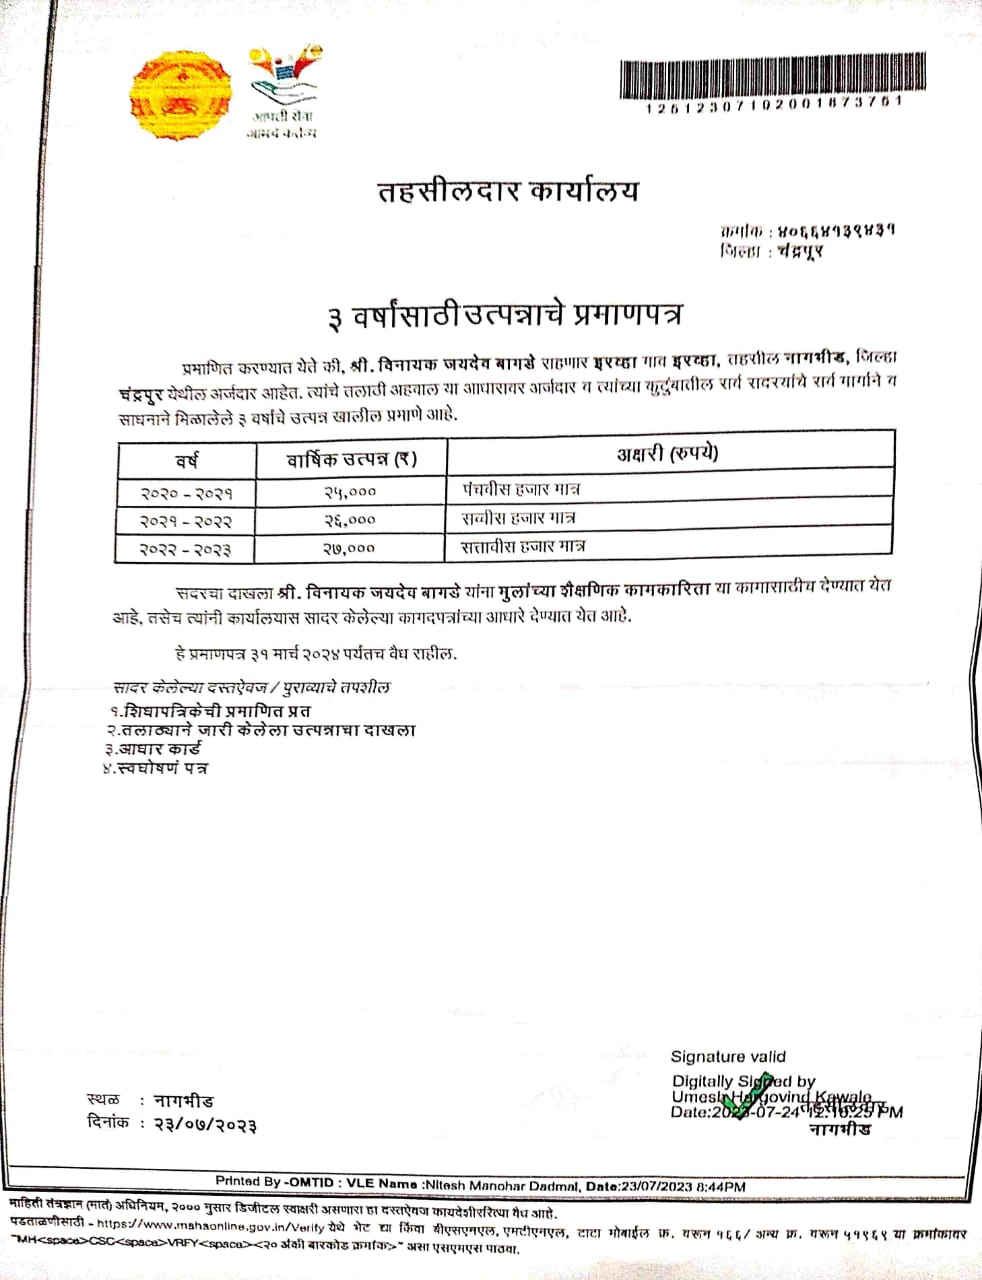 आपली सेवा
आमचे कर्तव्य
12612307192001873761
तहसीलदार कार्यालय
क्रमांक : ४०६६४१३९४३१
जिल्हा : चंद्रपूर
३ वर्षांसाठी उत्पन्नाचे प्रमाणपत्र
प्रमाणित करण्यात येते की, श्री. विनायक जयदेव बागडे राहणार इरव्हा गाव इरव्हा, तहसील नागभीड, जिल्हा
चंद्रपूर येथील अर्जदार आहेत. त्यांचे तलाठी अहवाल या आधारावर अर्जदार व त्यांच्या कुटुंबातील सर्व सदस्यांचे सर्व मार्गाने व
साधनाने मिळालेले ३ वर्षांचे उत्पन्न खालील प्रमाणे आहे.
वर्ष वार्षिक उत्पन्न (₹) अक्षरी (रुपये)
२०२० - २०२१ २५,००० पंचवीस हजार मात्र
२०२१ - २०२२ २६,००० सव्वीस हजार मात्र
२०२२ - २०२३ २७,००० सत्तावीस हजार मात्र
सदरचा दाखला श्री. विनायक जयदेव बागडे यांना मुलांच्या शैक्षणिक कामकारिता या कामासाठीच देण्यात येत
आहे, तसेच त्यांनी कार्यालयास सादर केलेल्या कागदपत्रांच्या आधारे देण्यात येत आहे.
हे प्रमाणपत्र ३१ मार्च २०२४ पर्यंतच वैध राहील.
सादर केलेल्या दस्तऐवज / पुराव्याचे तपशील
१.शिधापत्रिकेची प्रमाणित प्रत
२.तलाठ्याने जारी केलेला उत्पन्नाचा दाखला
३.आधार कार्ड
४.स्वघोषणं पत्र
Signature valid
Digitally Signed by
Umesh Hargovind Kawale
Date:2023-07-24 12:16:25 PM
तहसीलदार
नागभीड
स्थळ : नागभीड
दिनांक : २३/०७/२०२३
Printed By -OMTID : VLE Name :Nitesh Manohar Dadmal, Date:23/07/2023 8:44PM
माहिती तंत्रज्ञान (मार्त) अधिनियम, २००० नुसार डिजीटल स्वाक्षरी असणारा हा दस्तऐवज कायदेशीररित्या वैध आहे.
पडताळणीसाठी - https://www.mahaonline.gov.in/Verify येथे भेट द्या किंवा बीएसएनएल, एमटीएनएल, टाटा मोबाईल क्र. वरून १६६/ अन्य क्र. वरून ५१९६९ या क्रमांकावर
"MH<space>CSC<space>VRFY<space><२० अंकी बारकोड क्रमांक>" असा एसएमएस पाठवा.